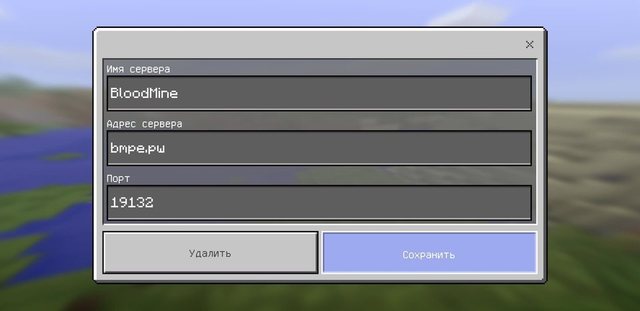 Имя сервера
BloodMine
Адрес сервера
bmpe.pw
Порт
19132
Удалить
Сохранить